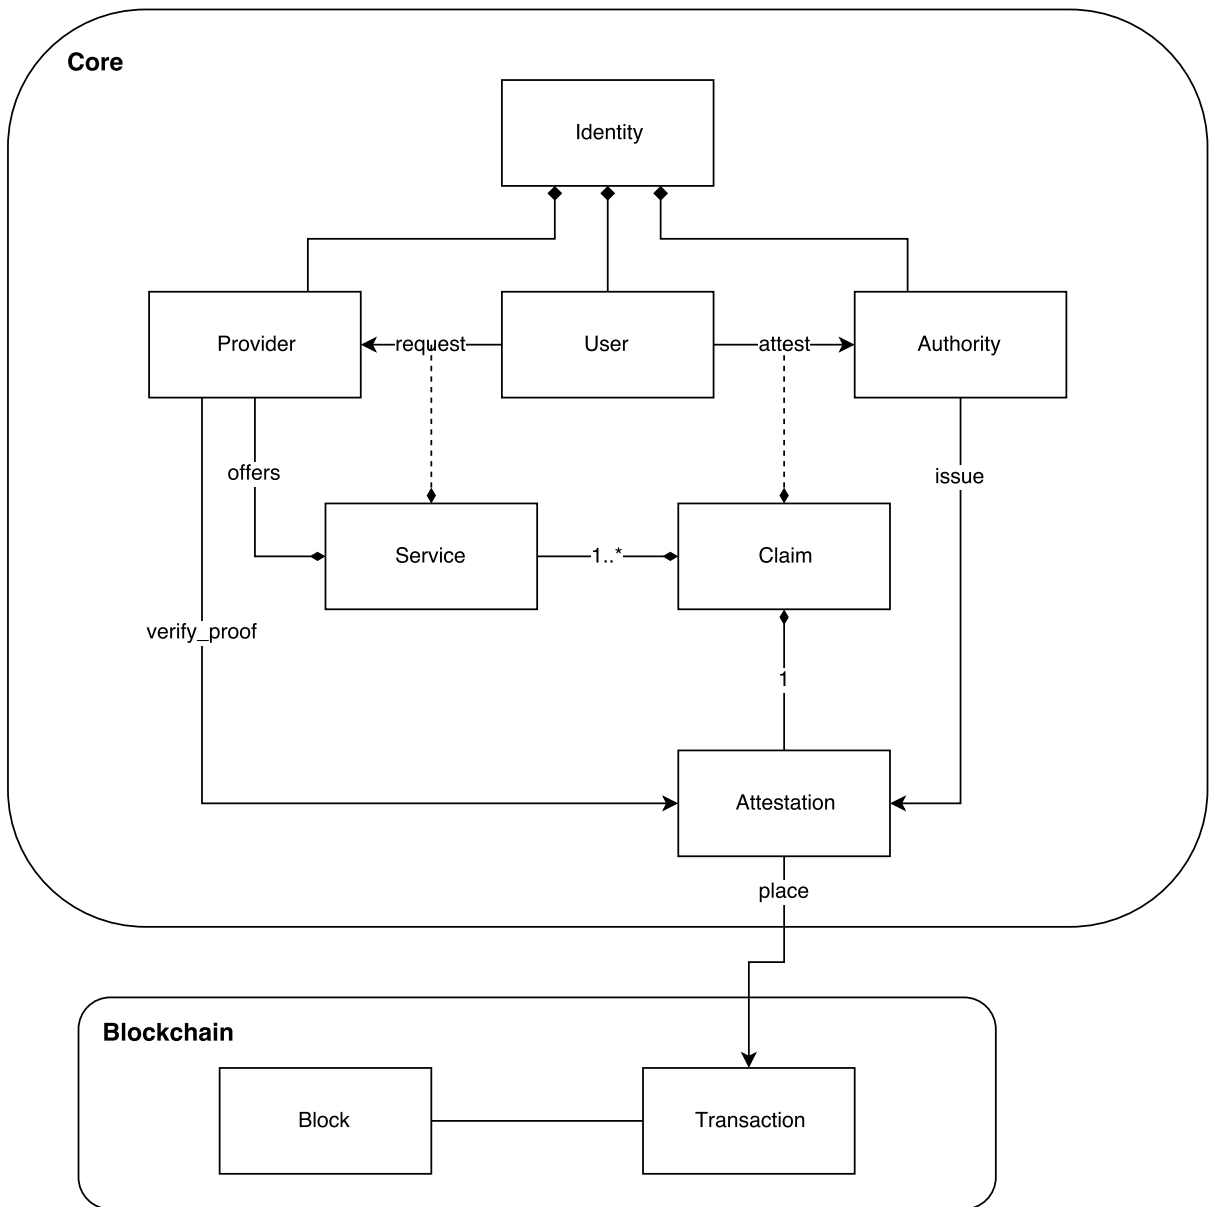 Core
Identity
Provider
request
User
attest
Authority
offers
issue
Service
1..*
Claim
verify_proof
1
Attestation
place
Blockchain
Block
Transaction